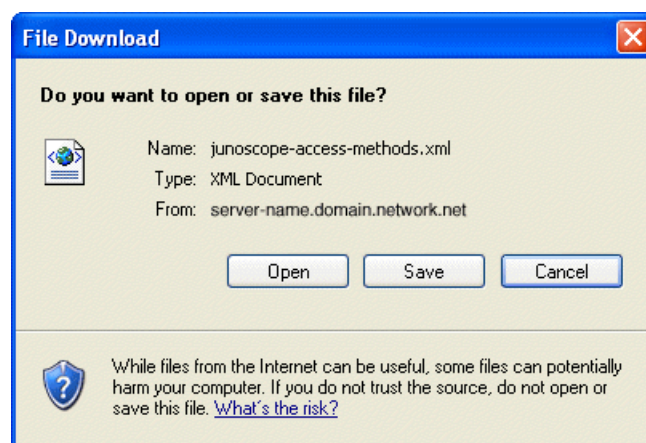 File Download
Do you want to open or save this file?
Name: junoscope-access-methods.xml
Type: XML Document
From: server-name.domain.network.net
Open Save Cancel
While files from the Internet can be useful, some files can potentially
harm your computer. If you do not trust the source, do not open or
save this file. What's the risk?